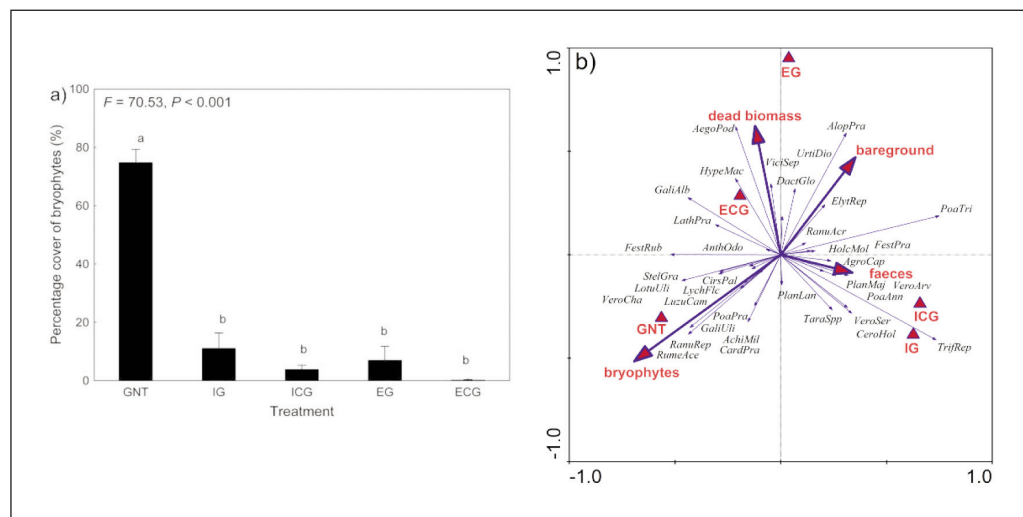 a)
F = 70.53, P < 0.001
Percentage cover of bryophytes (%)
100
80
60
40
20
0
a
b
b
b
b
GNT IG ICG EG ECG
Treatment
b)
1.0
-1.0
-1.0 1.0
EG
dead biomass
AegoPod AlopPra
UrtiDio
bareground
ViciSep
HypeMac DactGlo
GaliAlb
ECG ElytRep
PoaTri
LathPra
RanuAcr
FestRub AnthOdo HolcMol FestPra
AgroCap
faeces
StelGra CirsPal
LotuUli LychFlc PlanLan PlanMaj VeroArv
VeroCha LuzuCam PoaAnn
ICG
GNT PoaPra TaraSpp VeroSer
GaliUli CeroHol IG
RanuRep AchiMil TrifRep
RumeAce CardPra
bryophytes